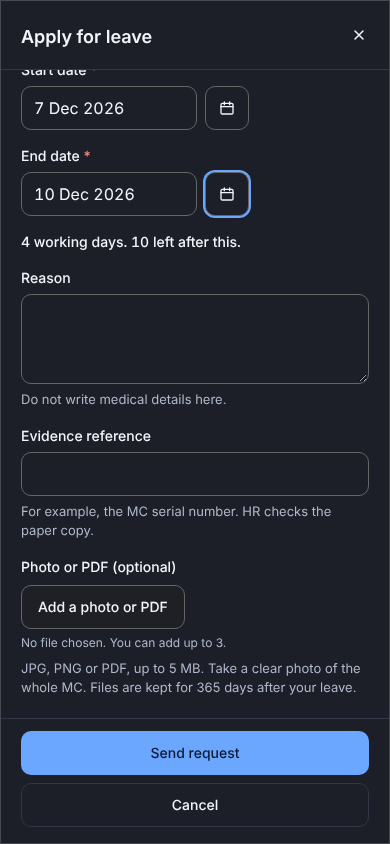 Apply for leave
Start date
7 Dec 2026
End date *
10 Dec 2026
4 working days. 10 left after this.
Reason
Do not write medical details here.
Evidence reference
For example, the MC serial number. HR checks the
paper copy.
Photo or PDF (optional)
Add a photo or PDF
No file chosen. You can add up to 3.
JPG, PNG or PDF, up to 5 MB. Take a clear photo of the
whole MC. Files are kept for 365 days after your leave.
Send request
Cancel